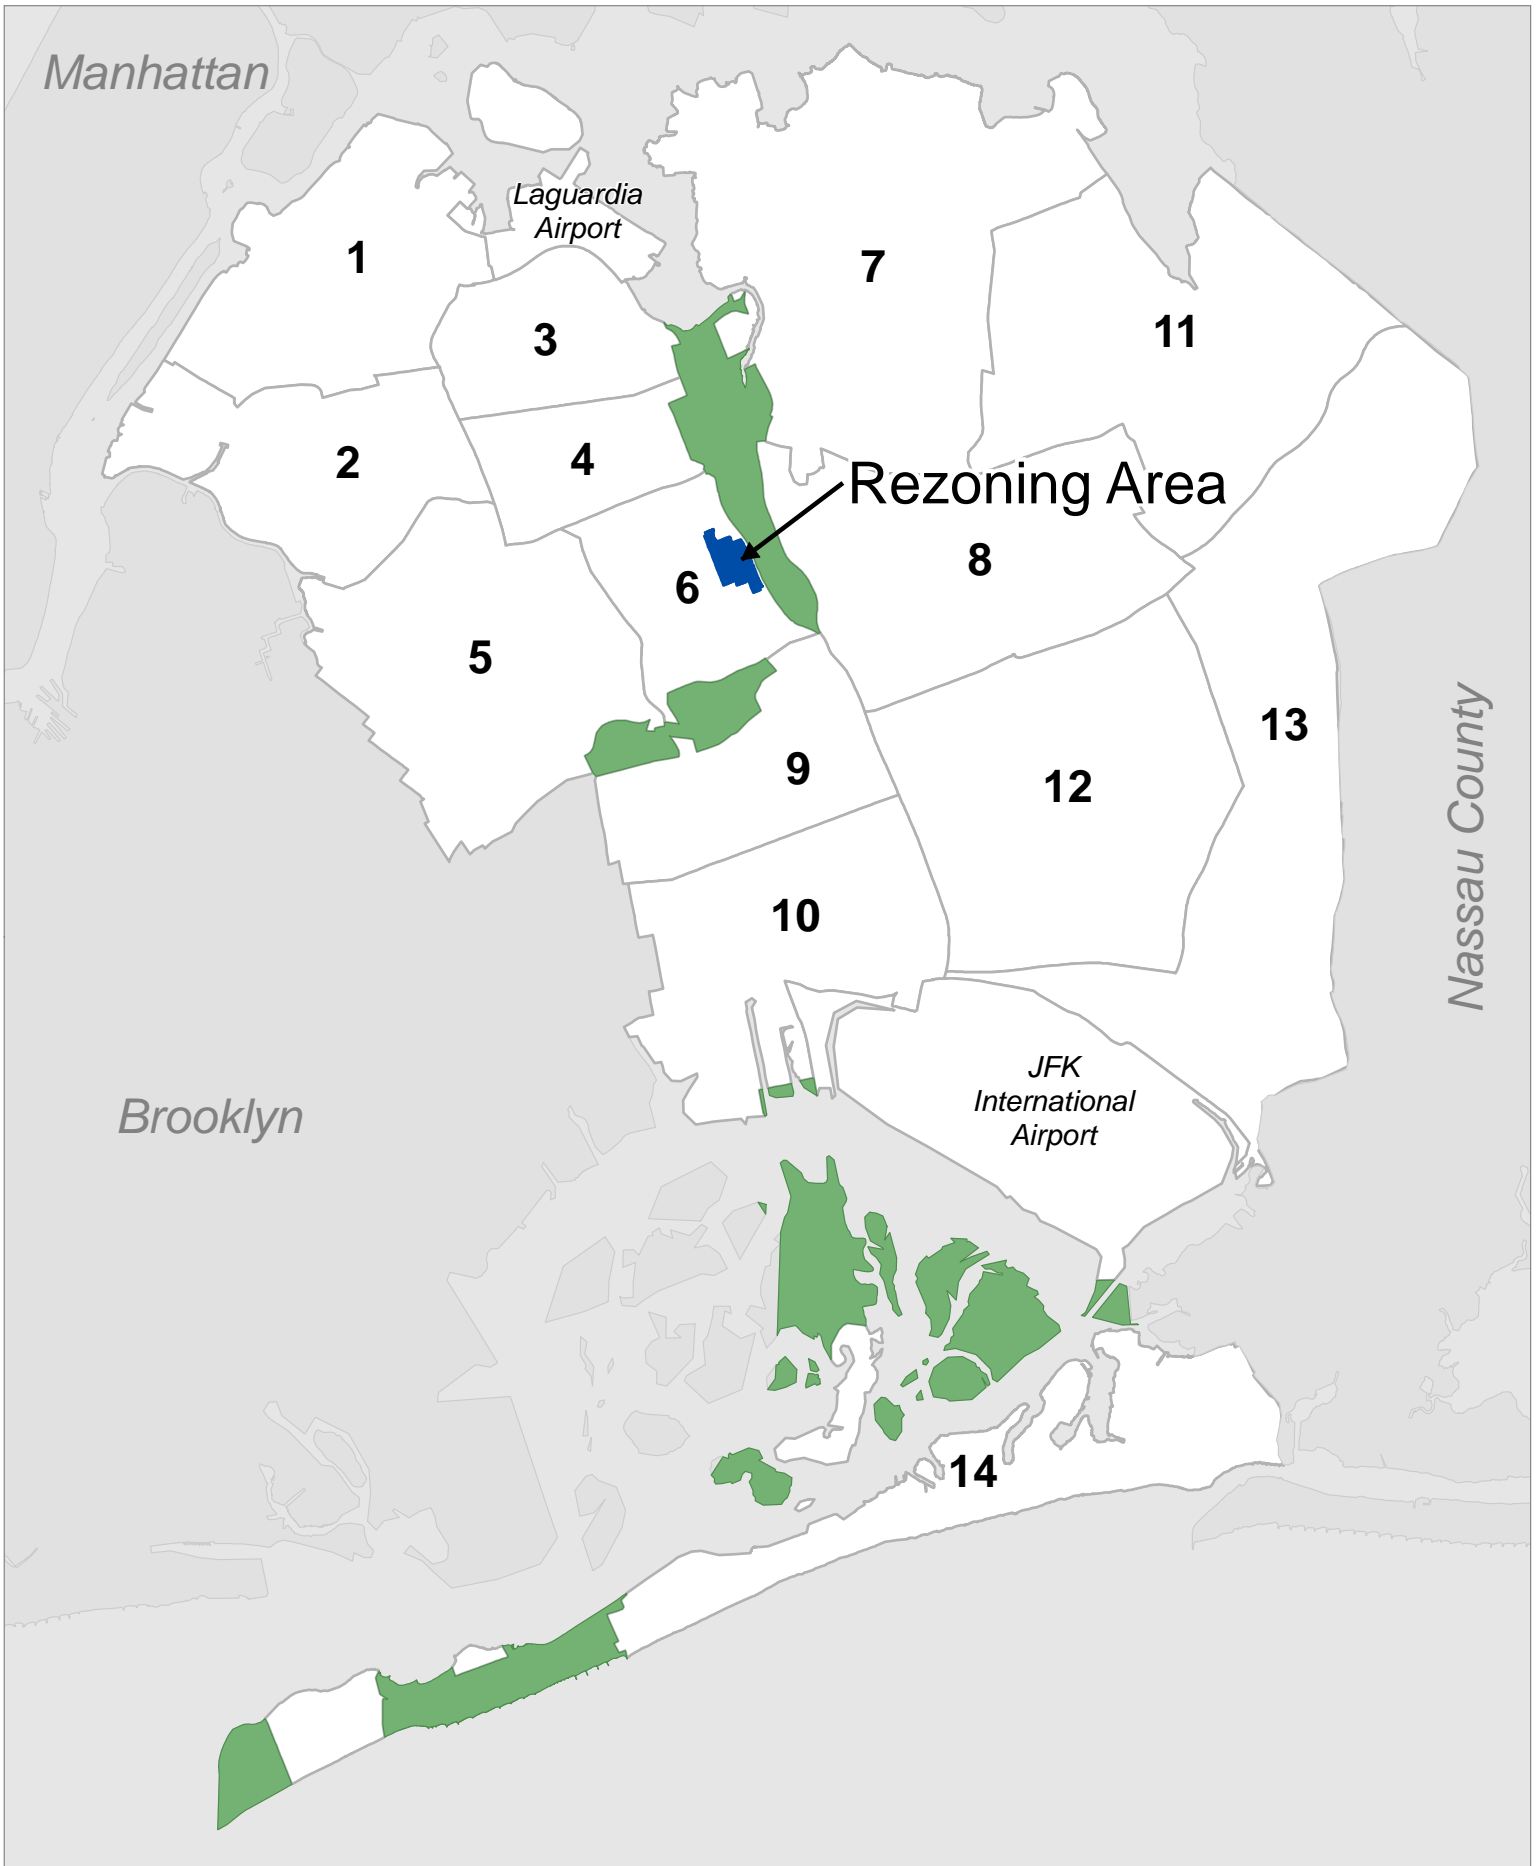 Manhattan
Laguardia
Airport
1
7
11
3
2
4
Rezoning Area
8
6
5
13
9
12
Nassau County
10
JFK
International
Airport
Brooklyn
14